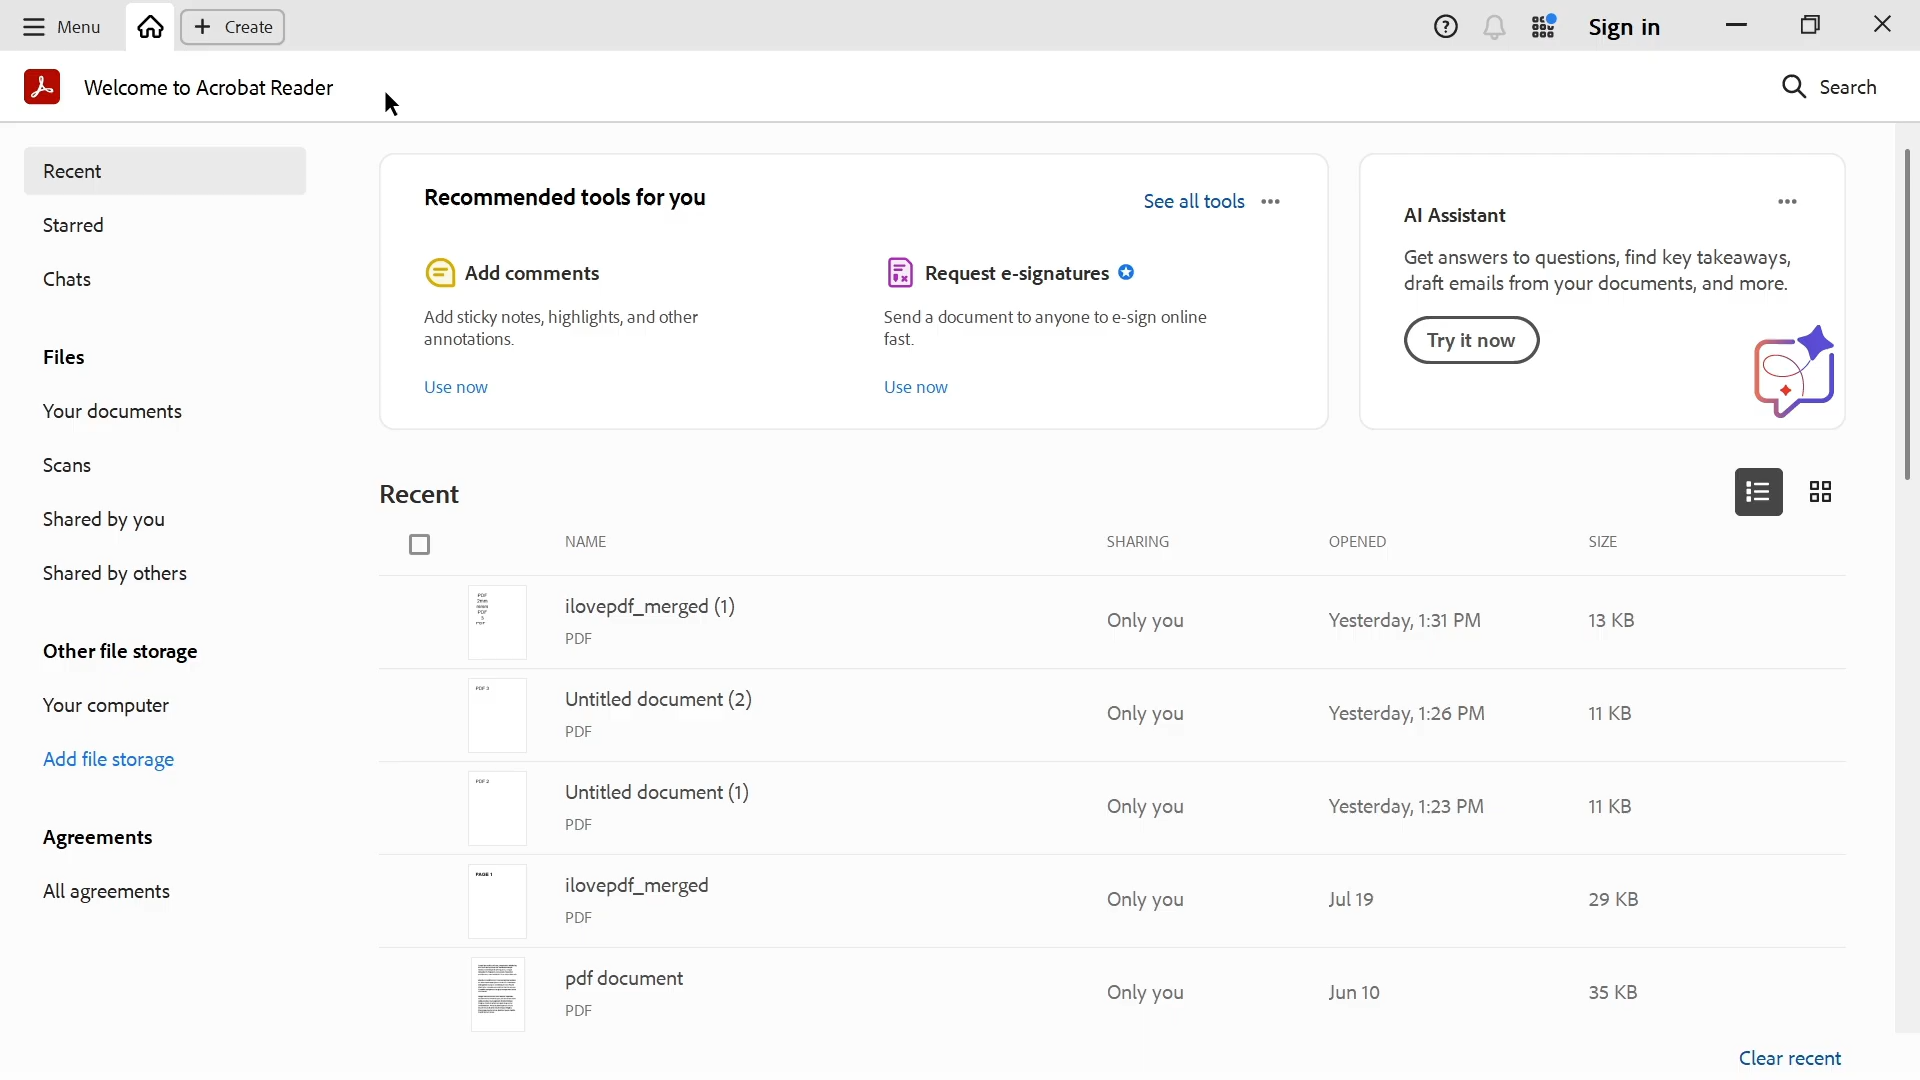 Menu
Create
Sign in
Welcome to Acrobat Reader
Search
Recent
Starred
Chats
Files
Your documents
Scans
Shared by you
Shared by others
Other file storage
Your computer
Add file storage
Agreements
All agreements
Recommended tools for you
See all tools
Add comments
Add sticky notes, highlights, and other
annotations.
Use now
Request e-signatures
Send a document to anyone to e-sign online
fast.
Use now
AI Assistant
Get answers to questions, find key takeaways,
draft emails from your documents, and more.
Try it now
Recent
NAME SHARING OPENED SIZE
ilovepdf_merged (1)
PDF
Only you Yesterday, 1:31 PM 13 KB
PDF 3
Untitled document (2)
PDF
Only you Yesterday, 1:26 PM 11 KB
PDF 2
Untitled document (1)
PDF
Only you Yesterday, 1:23 PM 11 KB
PAGE 1
ilovepdf_merged
PDF
Only you Jul 19 29 KB
pdf document
PDF
Only you Jun 10 35 KB
Clear recent